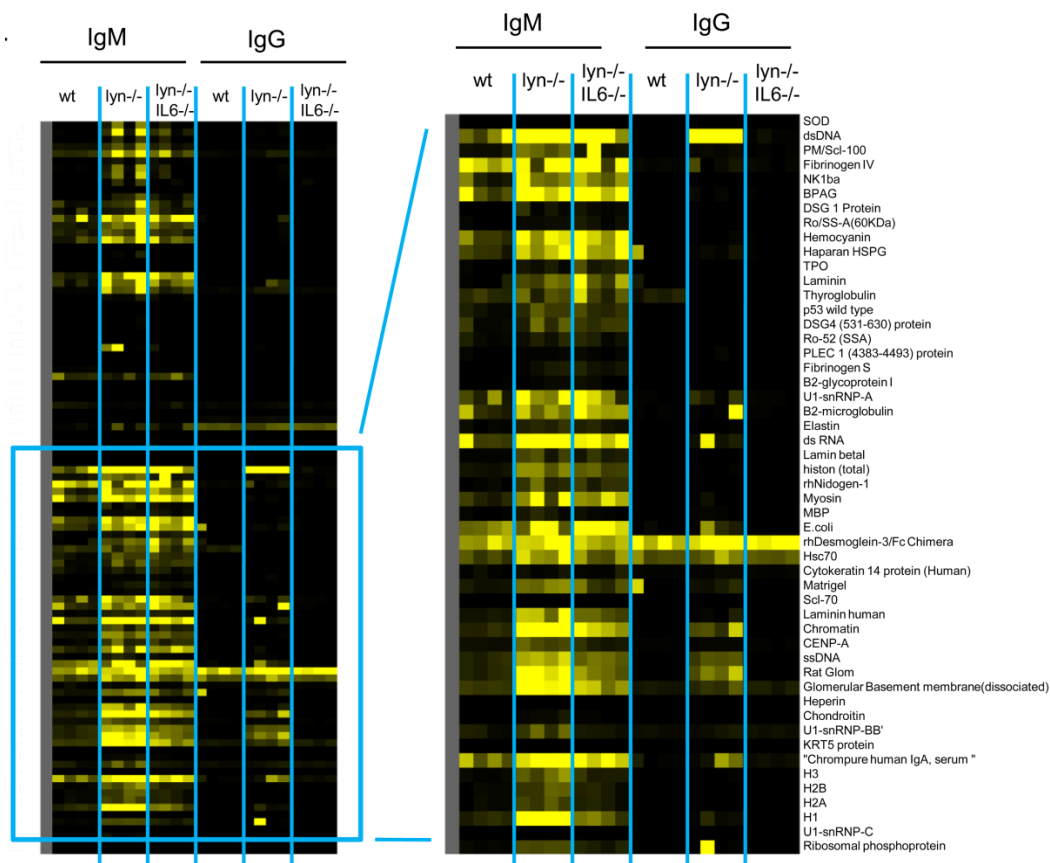 IgM
IgG
wt
lyn-/-
lyn-/-
IL6-/-
wt
lyn-/-
lyn-/-
IL6-/-
IgM
IgG
wt
lyn-/-
lyn-/-
IL6-/-
wt
lyn-/-
lyn-/-
IL6-/-
SOD
dsDNA
PM/Scl-100
Fibrinogen IV
NK1ba
BPAG
DSG 1 Protein
Ro/SS-A(60KDa)
Hemocyanin
Haparan HSPG
TPO
Laminin
Thyroglobulin
p53 wild type
DSG4 (531-630) protein
Ro-52 (SSA)
PLEC 1 (4383-4493) protein
Fibrinogen S
B2-glycoprotein I
U1-snRNP-A
B2-microglobulin
Elastin
ds RNA
Lamin betal
histon (total)
rhNidogen-1
Myosin
MBP
E.coli
rhDesmoglein-3/Fc Chimera
Hsc70
Cytokeratin 14 protein (Human)
Matrigel
Scl-70
Laminin human
Chromatin
CENP-A
ssDNA
Rat Glom
Glomerular Basement membrane(dissociated)
Heperin
Chondroitin
U1-snRNP-BB'
KRT5 protein
"Chrompure human IgA, serum "
H3
H2B
H2A
H1
U1-snRNP-C
Ribosomal phosphoprotein